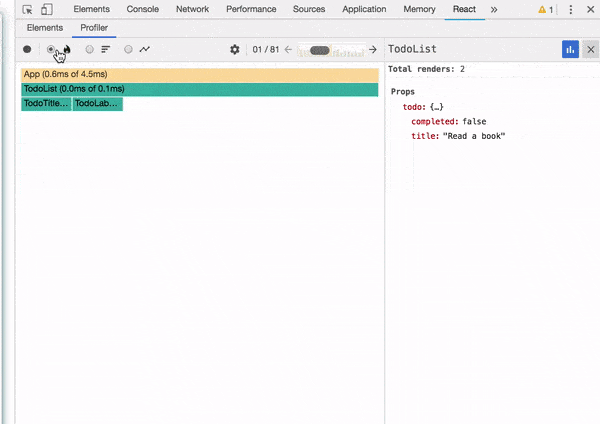 Elements Console Network Performance Sources Application Memory React » 1
Elements Profiler
01 / 81
TodoList
App (0.6ms of 4.5ms)
TodoList (0.0ms of 0.1ms)
TodoTitle... TodoLab...
Total renders: 2
Props
todo: {…}
completed: false
title: "Read a book"